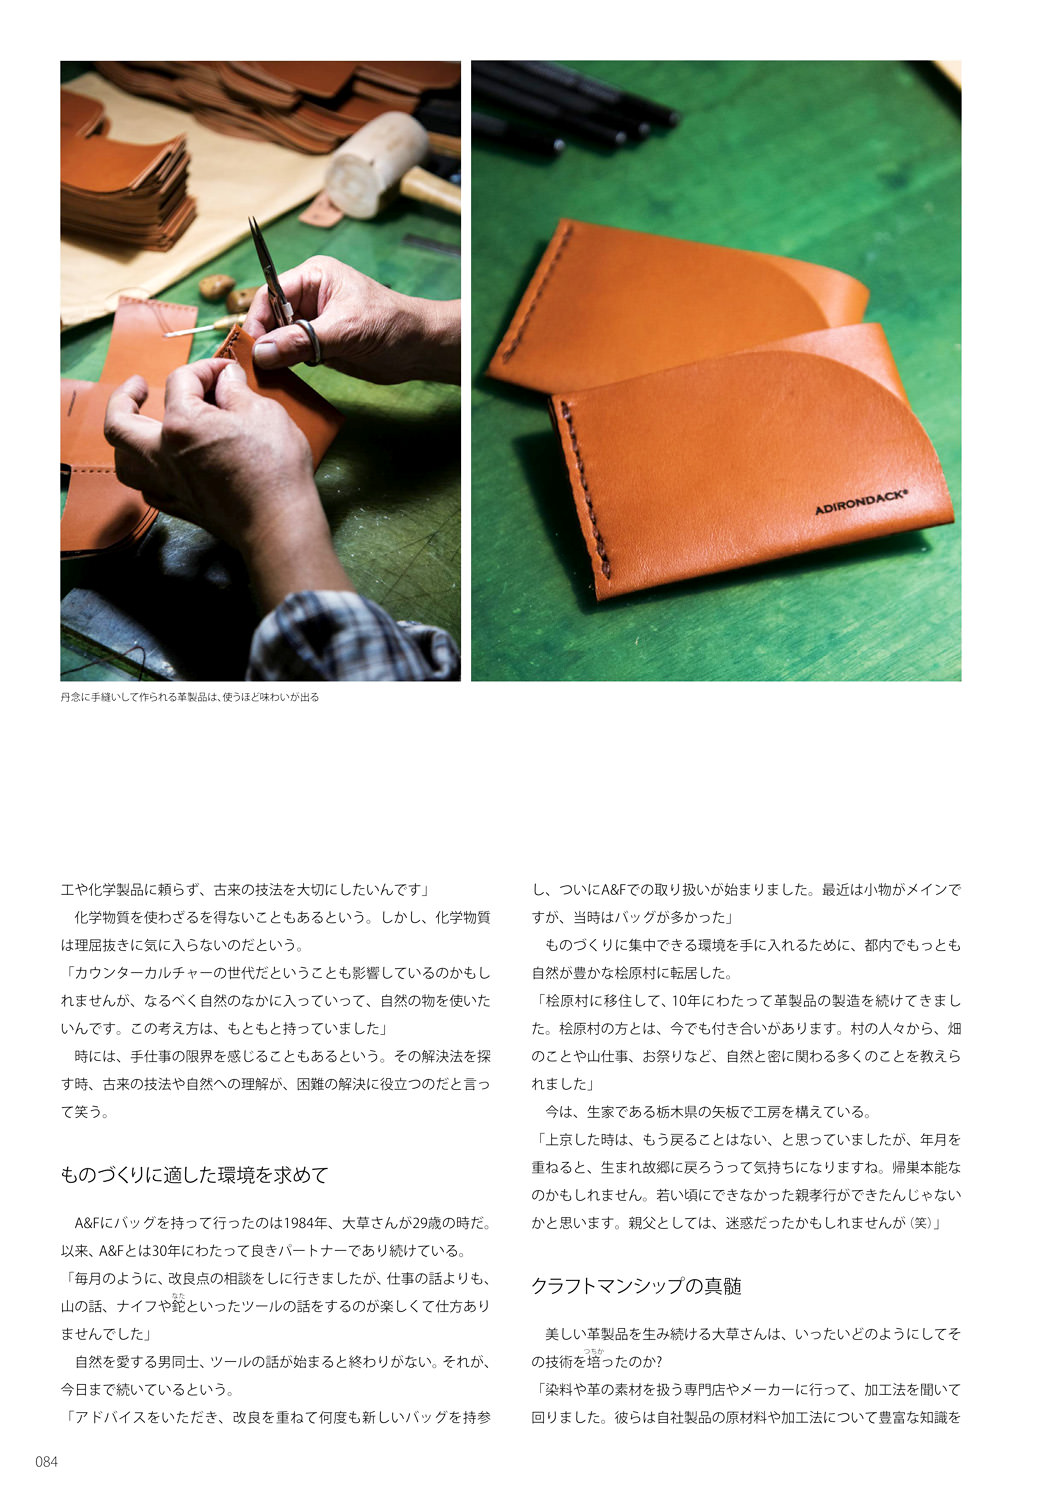 ADIRONDACK®
丹念に手縫いして作られる革製品は、使うほど味わいが出る
工や化学製品に頼らず、古来の技法を大切にしたいんです」
化学物質を使わざるを得ないこともあるという。しかし、化学物質
は理屈抜きに気に入らないのだという。
「カウンターカルチャーの世代だということも影響しているのかもし
れませんが、なるべく自然のなかに入っていって、自然の物を使いた
いんです。この考え方は、もともと持っていました」
時には、手仕事の限界を感じることもあるという。その解決法を探
す時、古来の技法や自然への理解が、困難の解決に役立つのだと言っ
て笑う。
ものづくりに適した環境を求めて
A&Fにバッグを持って行ったのは1984年、大草さんが29歳の時だ。
以来、A&Fとは30年にわたって良きパートナーであり続けている。
「毎月のように、改良点の相談をしに行きましたが、仕事の話よりも、
なた
山の話、ナイフや鉈といったツールの話をするのが楽しくて仕方あり
ませんでした」
自然を愛する男同士、ツールの話が始まると終わりがない。それが、
今日まで続いているという。
「アドバイスをいただき、改良を重ねて何度も新しいバッグを持参
し、ついにA&Fでの取り扱いが始まりました。最近は小物がメインで
すが、当時はバッグが多かった」
ものづくりに集中できる環境を手に入れるために、都内でもっとも
自然が豊かな桧原村に転居した。
「桧原村に移住して、10年にわたって革製品の製造を続けてきまし
た。桧原村の方とは、今でも付き合いがあります。村の人々から、畑
のことや山仕事、お祭りなど、自然と密に関わる多くのことを教えら
れました」
今は、生家である栃木県の矢板で工房を構えている。
「上京した時は、もう戻ることはない、と思っていましたが、年月を
重ねると、生まれ故郷に戻ろうって気持ちになりますね。帰巣本能な
のかもしれません。若い頃にできなかった親孝行ができたんじゃない
かと思います。親父としては、迷惑だったかもしれませんが（笑）」
クラフトマンシップの真髄
美しい革製品を生み続ける大草さんは、いったいどのようにしてそ
つちか
の技術を培ったのか?
「染料や革の素材を扱う専門店やメーカーに行って、加工法を聞いて
回りました。彼らは自社製品の原材料や加工法について豊富な知識を
084